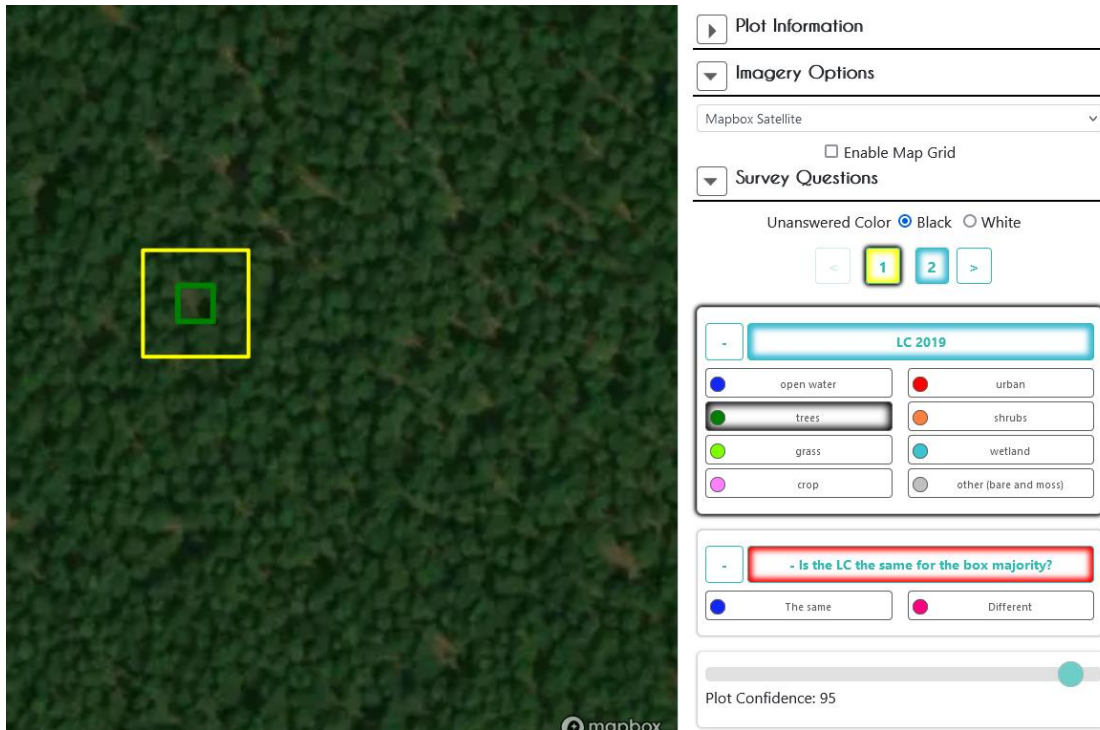 Plot Information
Imagery Options
Mapbox Satellite
Enable Map Grid
Survey Questions
Unanswered Color Black White
< 1 2 >
- LC 2019
open water urban
trees shrubs
grass wetland
crop other (bare and moss)
- - Is the LC the same for the box majority?
The same Different
Plot Confidence: 95
mapbox